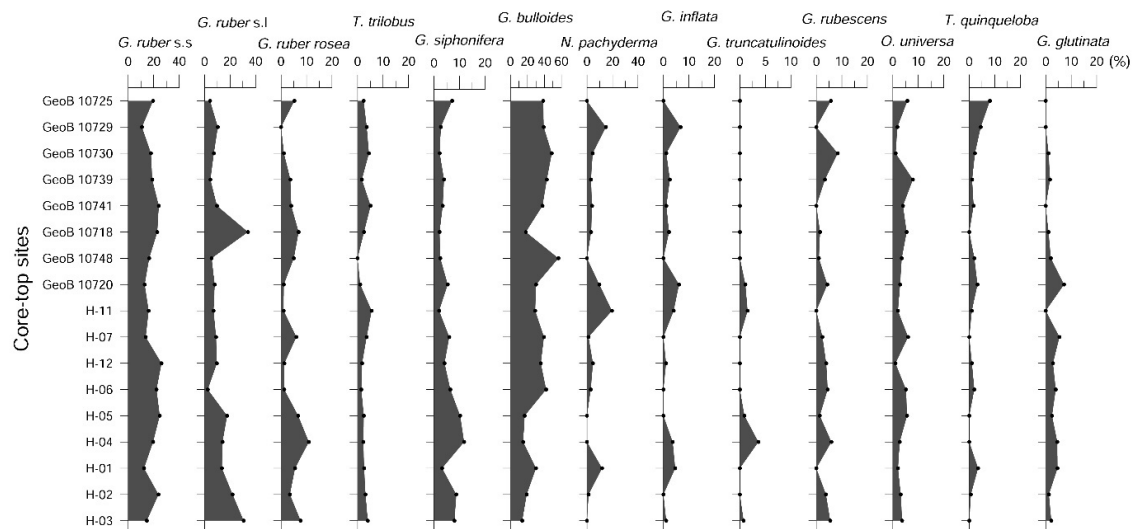 G. ruber s.l T. trilobus G. bulloides G. inflata G. rubescens T. quinqueloba
G. ruber s.s G. ruber rosea G. siphonifera N. pachyderma G. truncatulinoides O. universa G. glutinata
0 20 40 0 20 40 0 10 20 0 10 20 0 10 20 0 20 40 60 0 10 20 0 10 20 0 5 10 0 10 20 0 10 20 0 10 20 0 10 20 (%)
Core-top sites
GeoB 10725
GeoB 10729
GeoB 10730
GeoB 10739
GeoB 10741
GeoB 10718
GeoB 10748
GeoB 10720
H-11
H-07
H-12
H-06
H-05
H-04
H-01
H-02
H-03